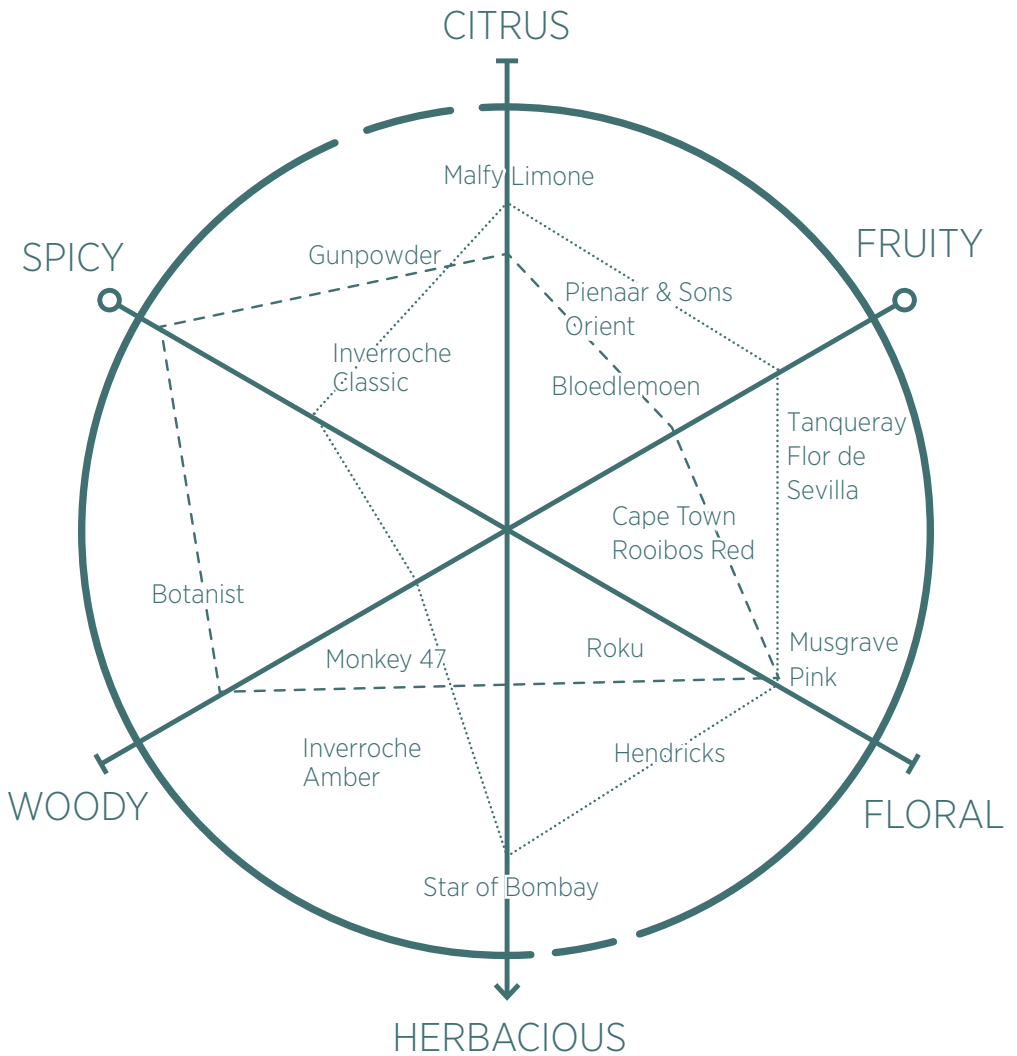 CITRUS
Malfy Limone
SPICY
FRUITY
Gunpowder
Pienaar & Sons
Orient
Inverroche
Classic
Bloedlemoen
Tanqueray
Flor de
Sevilla
Cape Town
Rooibos Red
Botanist
Monkey 47
Roku
Musgrave
Pink
Inverroche
Amber
Hendricks
WOODY
FLORAL
Star of Bombay
HERBACIOUS